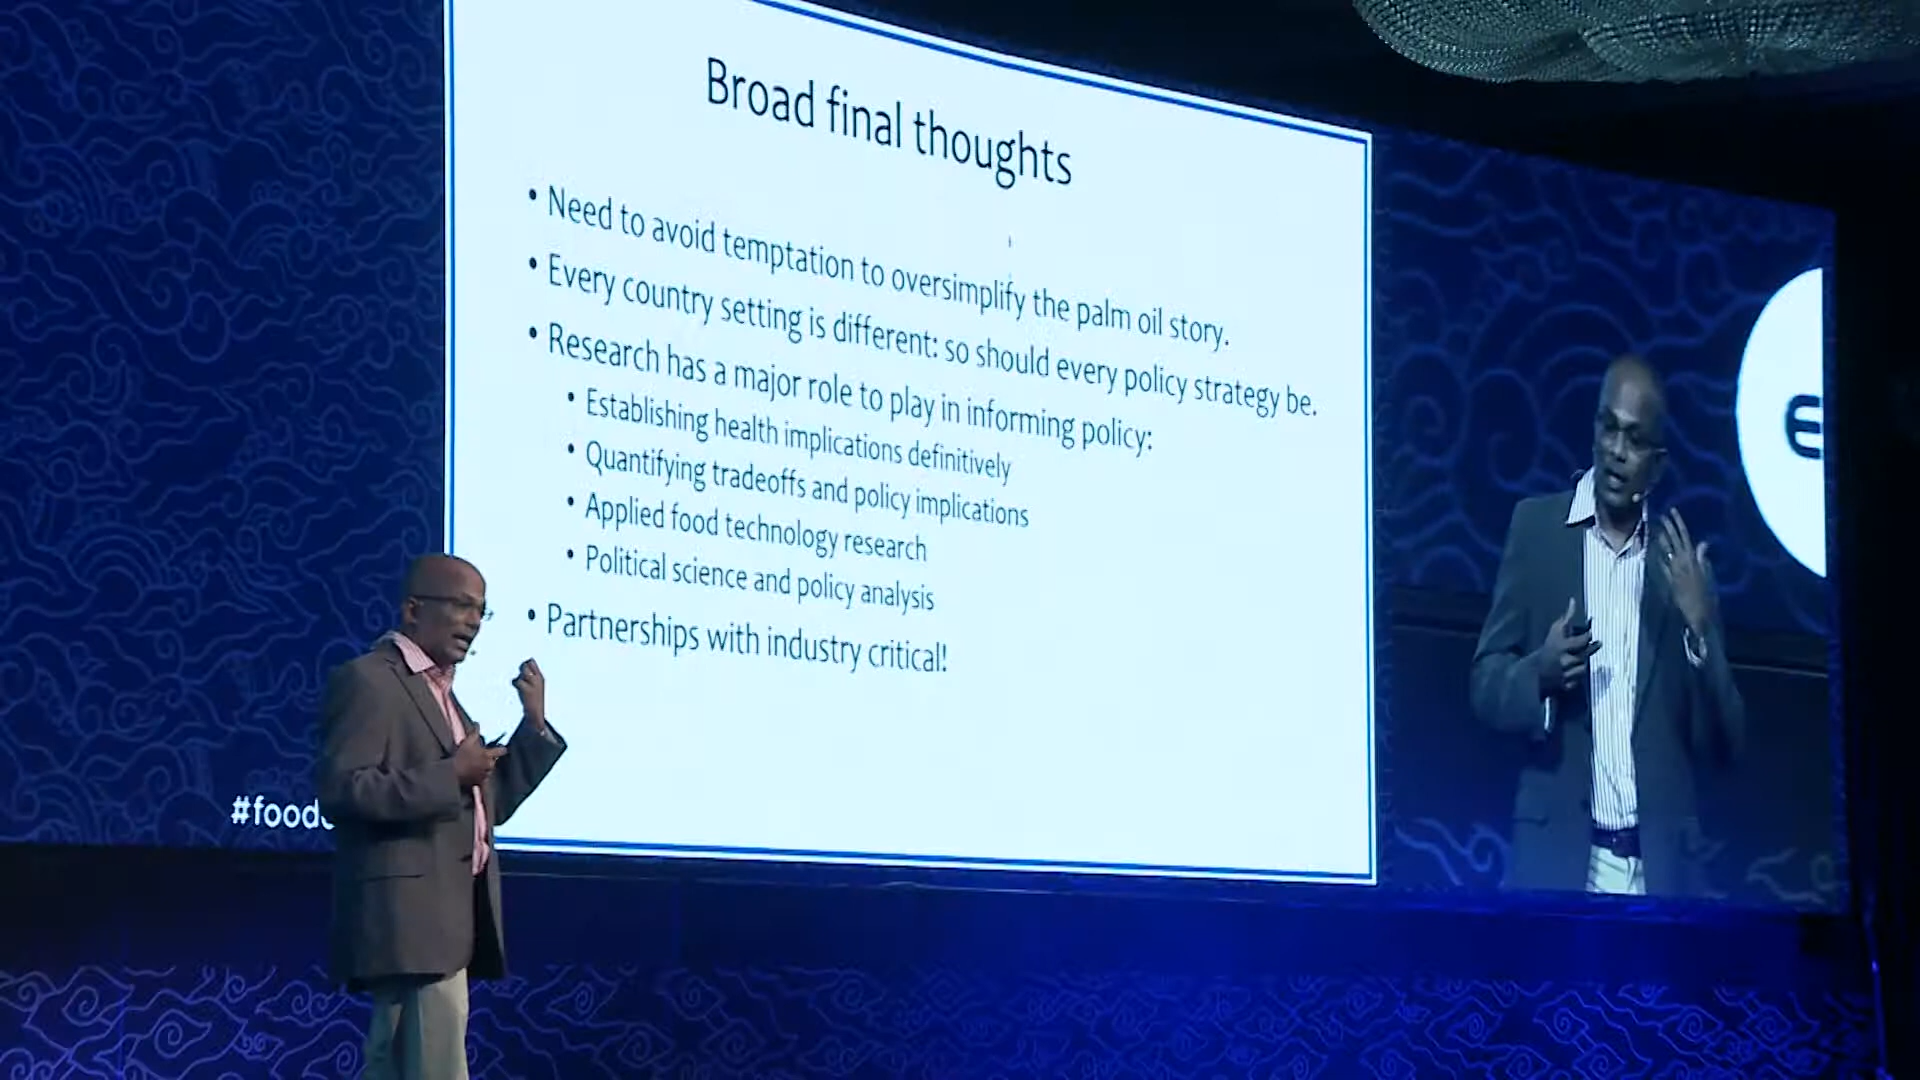 Broad final thoughts
• Need to avoid temptation to oversimplify the palm oil story.
• Every country setting is different: so should every policy strategy be.
• Research has a major role to play in informing policy:
• Establishing health implications definitively
• Quantifying tradeoffs and policy implications
• Applied food technology research
• Political science and policy analysis
• Partnerships with industry critical!